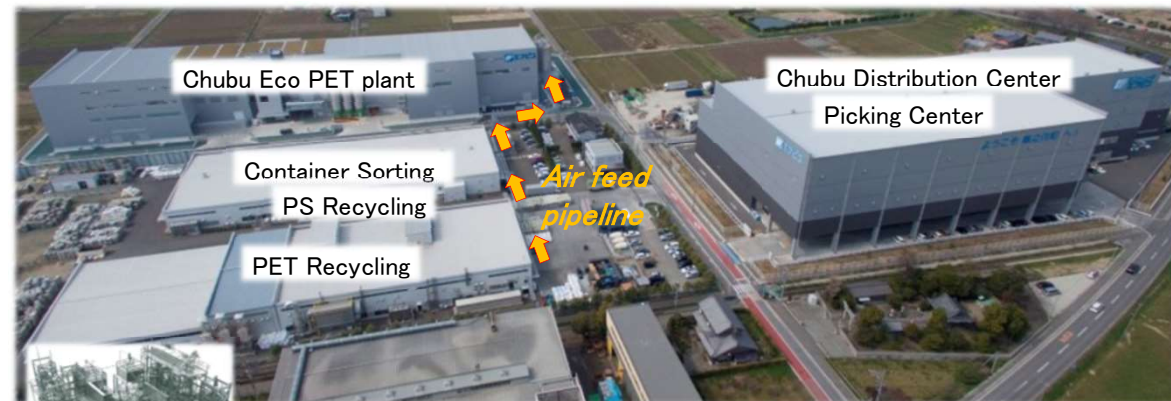 Chubu Eco PET plant
Chubu Distribution Center
Picking Center
Container Sorting
PS Recycling
PET Recycling
Air feed
pipeline